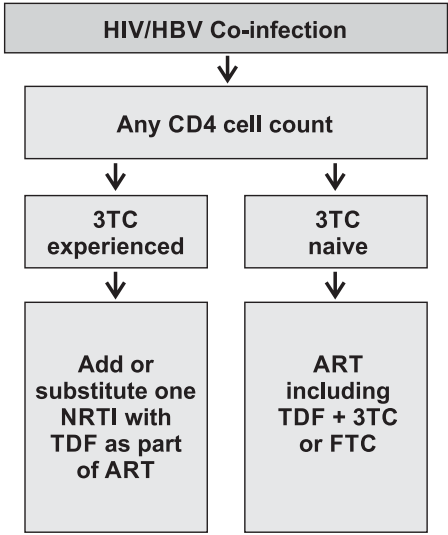 HIV/HBV Co-infection
Any CD4 cell count
3TC
experienced
3TC
naive
Add or
substitute one
NRTI with
TDF as part
of ART
ART
including
TDF + 3TC
or FTC